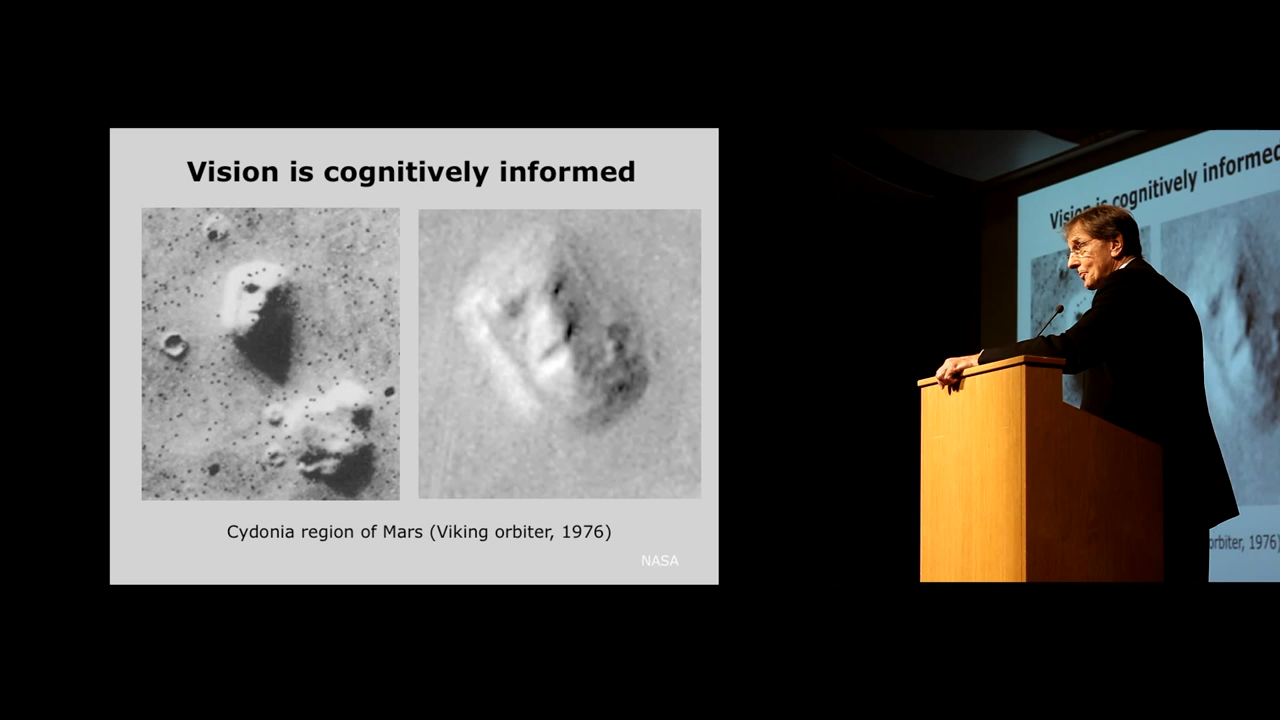 Vision is cognitively informed
Cydonia region of Mars (Viking orbiter, 1976)
NASA
Vision is cognitively informed
orbiter, 1976)